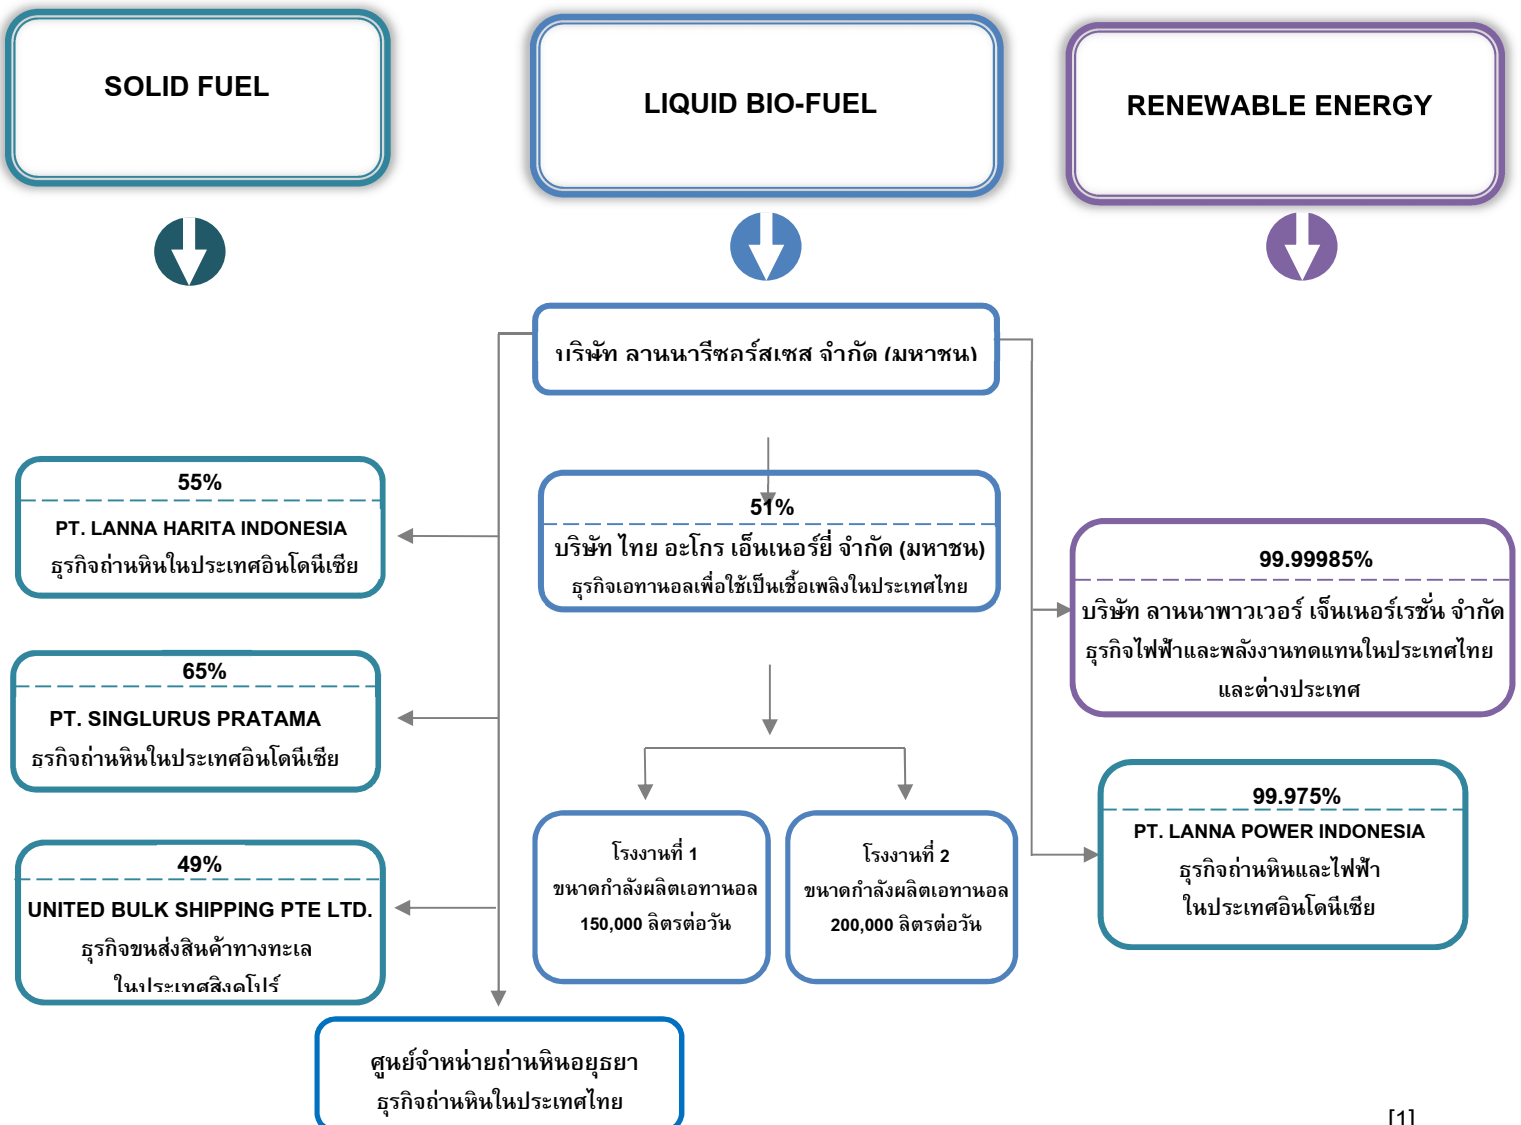 SOLID FUEL
LIQUID BIO-FUEL
RENEWABLE ENERGY
บริษัท ลานนารีซอร์สเซส จำกัด (มหาชน)
55%
PT. LANNA HARITA INDONESIA
ธุรกิจถ่านหินในประเทศอินโดนีเซีย
65%
PT. SINGLURUS PRATAMA
ธุรกิจถ่านหินในประเทศอินโดนีเซีย
49%
UNITED BULK SHIPPING PTE LTD.
ธุรกิจขนส่งสินค้าทางทะเล
ในประเทศสิงคโปร์
ศูนย์จำหน่ายถ่านหินอยุธยา
ธุรกิจถ่านหินในประเทศไทย
51%
บริษัท ไทย อะโกร เอ็นเนอร์ยี่ จำกัด (มหาชน)
ธุรกิจเอทานอลเพื่อใช้เป็นเชื้อเพลิงในประเทศไทย
โรงงานที่ 1
ขนาดกำลังผลิตเอทานอล
150,000 ลิตรต่อวัน
โรงงานที่ 2
ขนาดกำลังผลิตเอทานอล
200,000 ลิตรต่อวัน
99.99985%
บริษัท ลานนาพาวเวอร์ เจ็นเนอร์เรชั่น จำกัด
ธุรกิจไฟฟ้าและพลังงานทดแทนในประเทศไทย
และต่างประเทศ
99.975%
PT. LANNA POWER INDONESIA
ธุรกิจถ่านหินและไฟฟ้า
ในประเทศอินโดนีเซีย
[1]